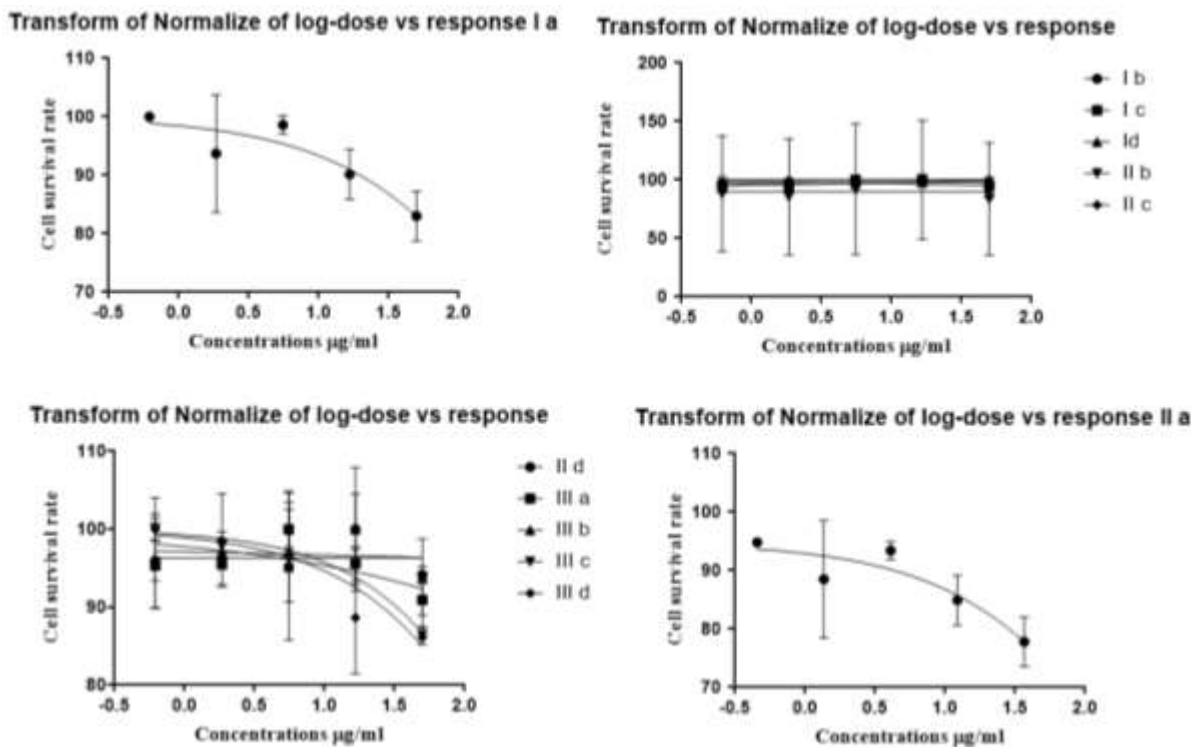 Transform of Normalize of log-dose vs response I a
Cell survival rate
110
100
90
80
70
-0.5
0.0
0.5
1.0
1.5
2.0
Concentrations µg/ml
Transform of Normalize of log-dose vs response
Cell survival rate
200
150
100
50
0
-0.5
0.0
0.5
1.0
1.5
2.0
Concentrations µg/ml
I b
I c
Id
II b
II c
Transform of Normalize of log-dose vs response
Cell survival rate
110
100
90
80
-0.5
0.0
0.5
1.0
1.5
2.0
Concentrations µg/ml
II d
III a
III b
III c
III d
Transform of Normalize of log-dose vs response II a
Cell survival rate
110
100
90
80
70
-0.5
0.0
0.5
1.0
1.5
2.0
Concentrations µg/ml